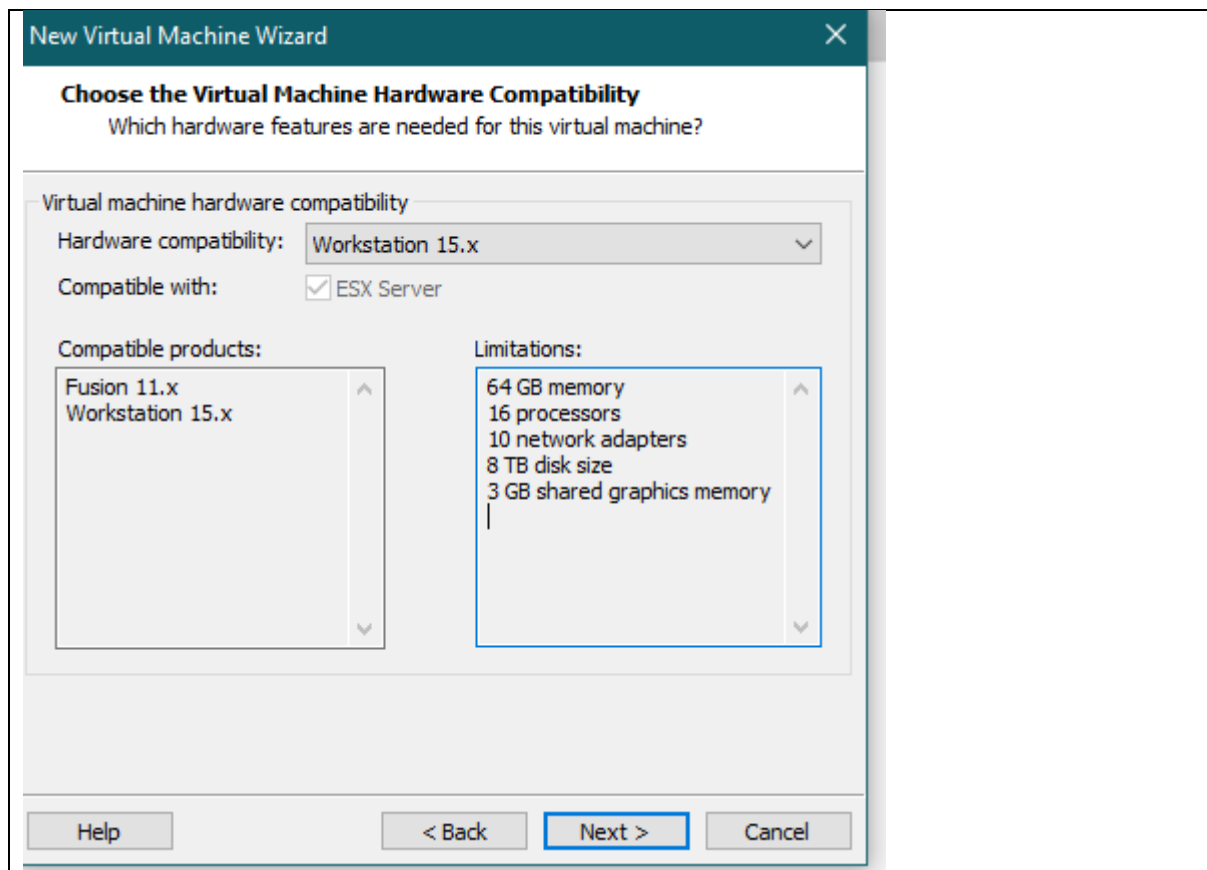 New Virtual Machine Wizard
Choose the Virtual Machine Hardware Compatibility
Which hardware features are needed for this virtual machine?
Virtual machine hardware compatibility
Hardware compatibility: Workstation 15.x
Compatible with: ESX Server
Compatible products:
Fusion 11.x
Workstation 15.x
Limitations:
64 GB memory
16 processors
10 network adapters
8 TB disk size
3 GB shared graphics memory
Help < Back Next > Cancel